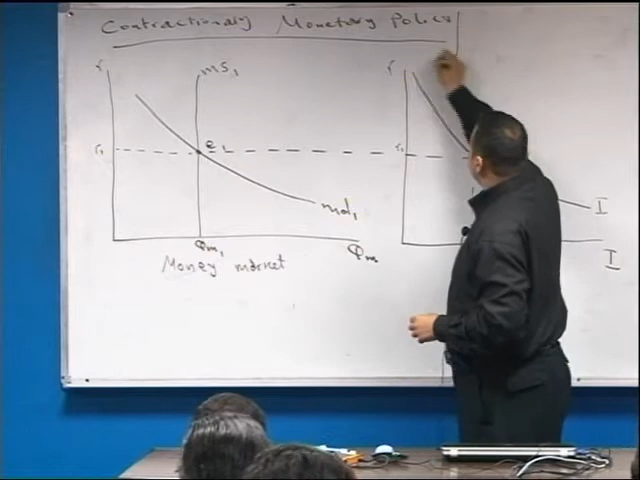 Contractionary Monetary Policy
r
mS₁
r
r₁
e₁
r₁
md₁
I
Qm₁
Qm
I
Money market